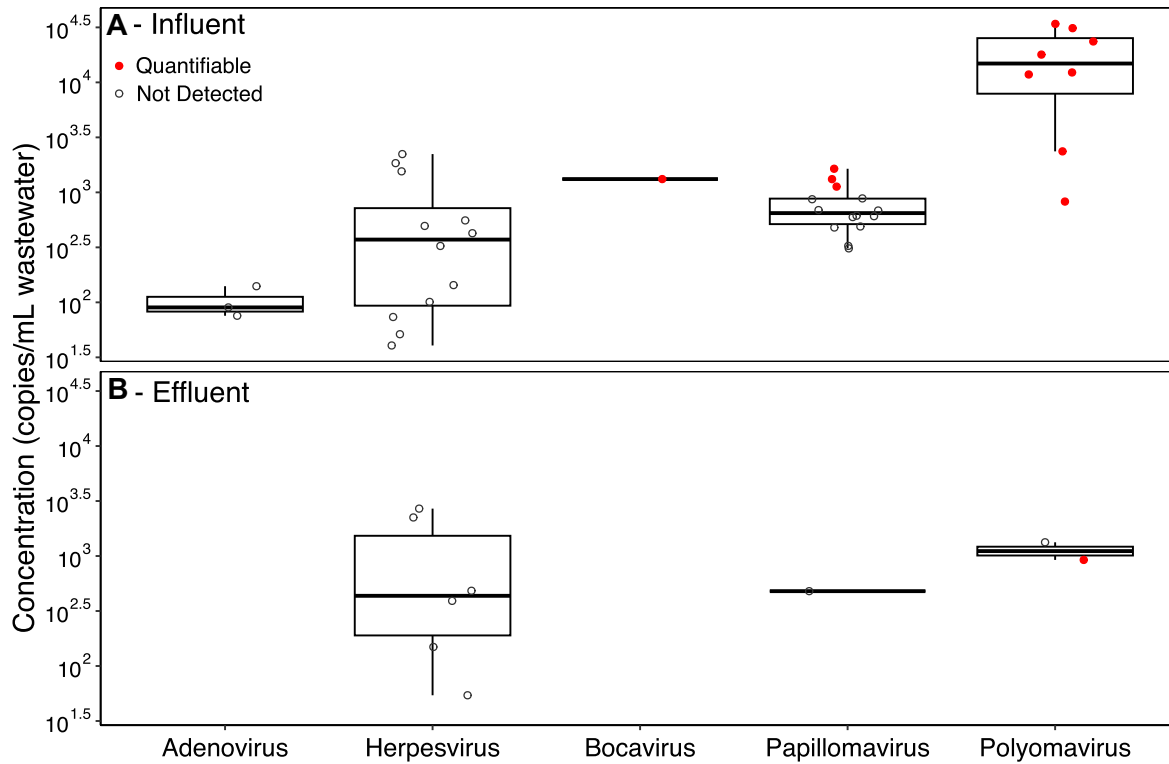 A - Influent
Quantifiable
Not Detected
10^4.5
10^4
10^3.5
10^3
10^2.5
10^2
10^1.5
B - Effluent
10^4.5
10^4
10^3.5
10^3
10^2.5
10^2
10^1.5
Concentration (copies/mL wastewater)
Adenovirus Herpesvirus Bocavirus Papillomavirus Polyomavirus